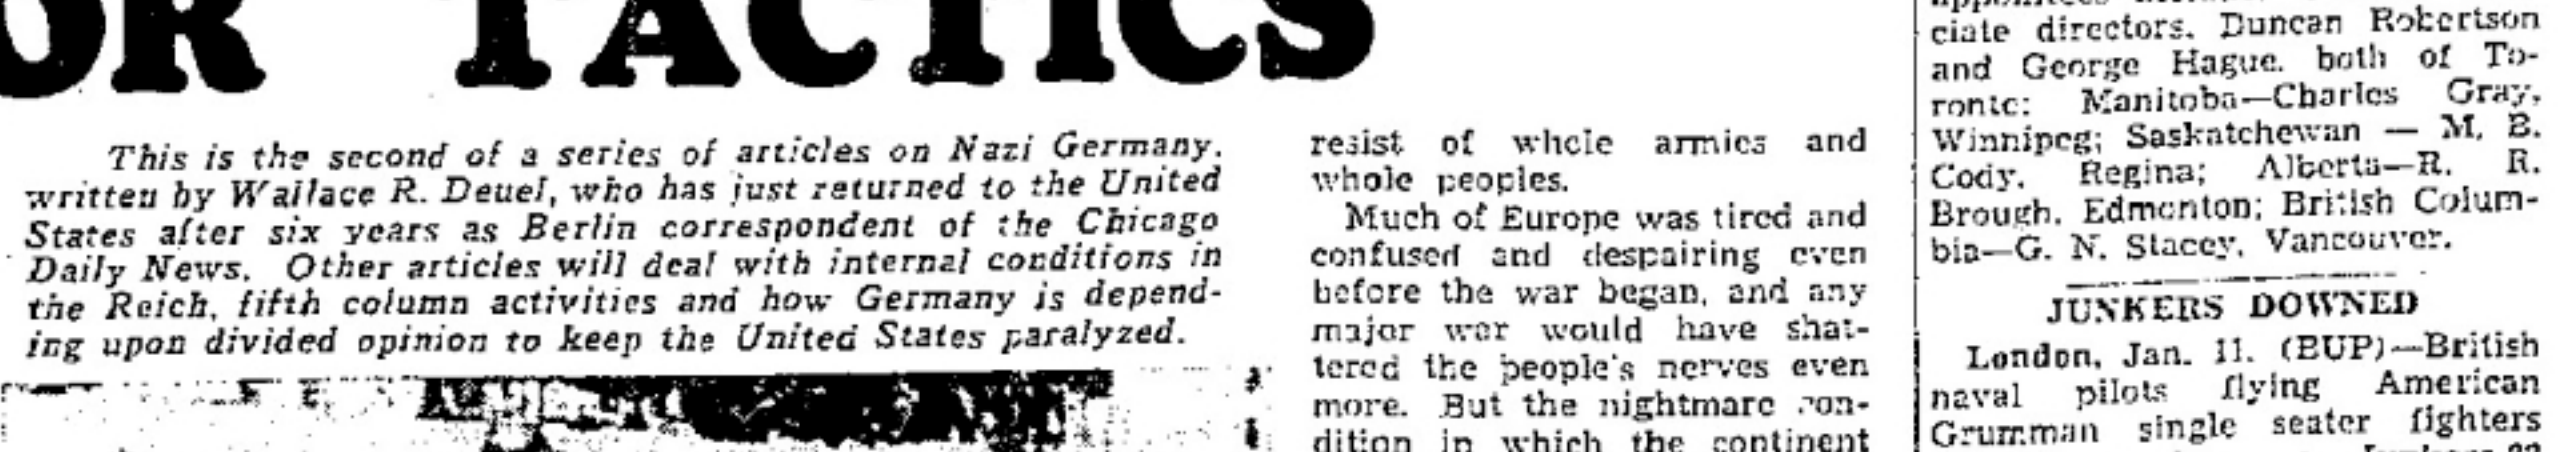 OR TACTICS
This is the second of a series of articles on Nazi Germany,
written by Wallace R. Deuel, who has just returned to the United
States after six years as Berlin correspondent of the Chicago
Daily News. Other articles will deal with internal conditions in
the Reich, fifth column activities and how Germany is depend-
ing upon divided opinion to keep the United States paralyzed.
resist of whole armies and
whole peoples.
Much of Europe was tired and
confused and despairing even
before the war began, and any
major war would have shat-
tered the people's nerves even
more. But the nightmare con-
dition in which the continent
ciate directors, Duncan Robertson
and George Hague, both of To-
ronto; Manitoba—Charles Gray,
Winnipeg; Saskatchewan — M. B.
Cody, Regina; Alberta—R. R.
Brough, Edmonton; British Colum-
bia—G. N. Stacey, Vancouver.
JUNKERS DOWNED
London, Jan. 11. (BUP)—British
naval pilots flying American
Grumman single seater fighters